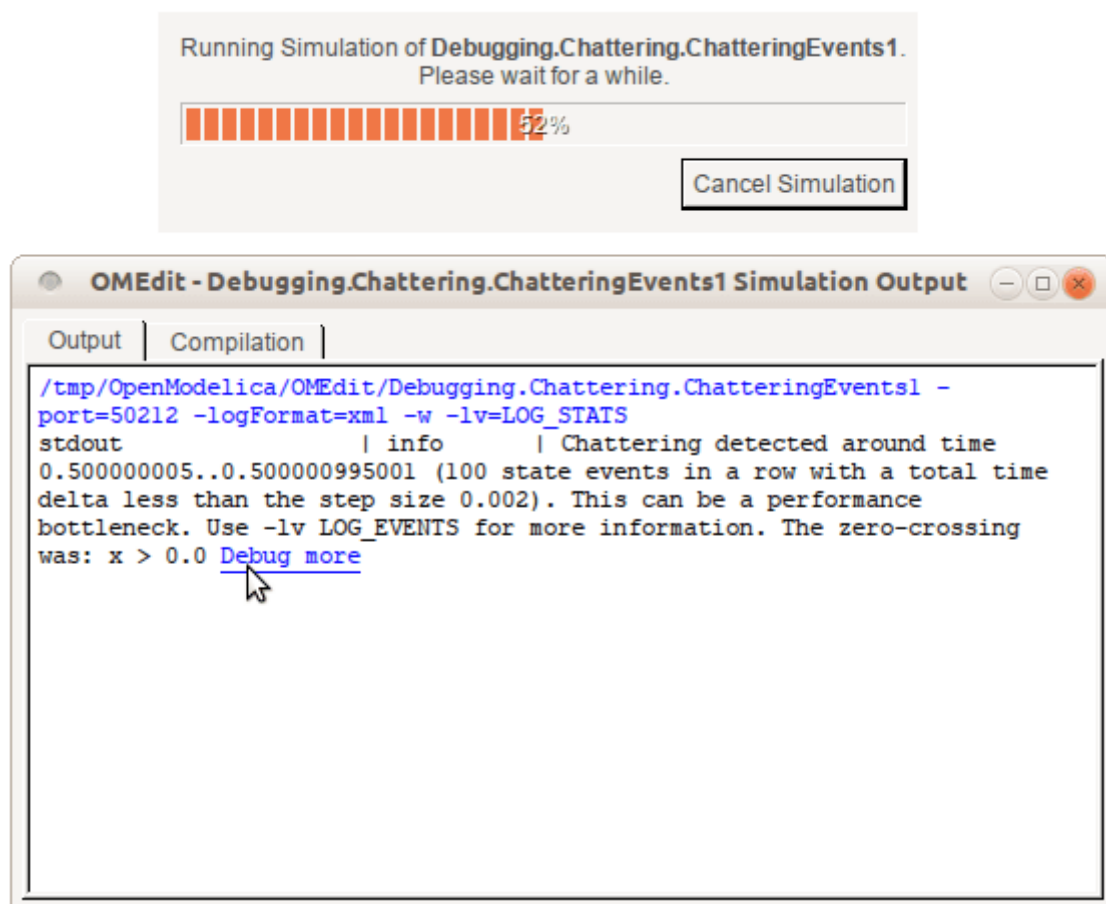 Running Simulation of Debugging.Chattering.ChatteringEvents1.
Please wait for a while.
52%
Cancel Simulation
OMEdit - Debugging.Chattering.ChatteringEvents1 Simulation Output
Output Compilation
/tmp/OpenModelica/OMEdit/Debugging.Chattering.ChatteringEvents1 -
port=50212 -logFormat=xml -w -lv=LOG_STATS
stdout | info | Chattering detected around time
0.500000005..0.500000995001 (100 state events in a row with a total time
delta less than the step size 0.002). This can be a performance
bottleneck. Use -lv LOG_EVENTS for more information. The zero-crossing
was: x > 0.0 Debug more